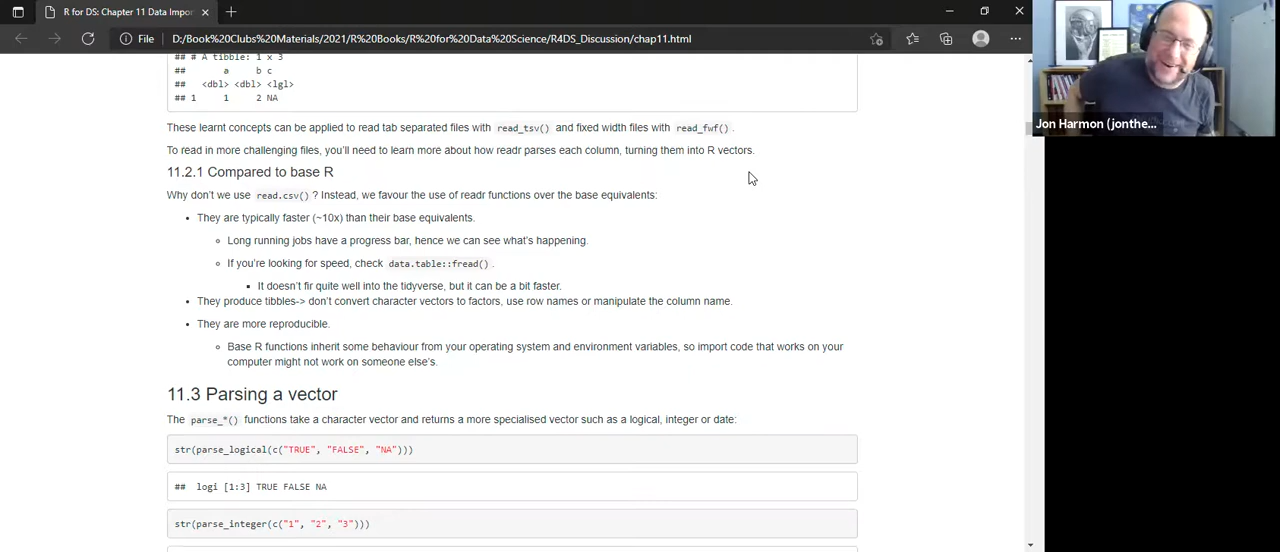 R for DS: Chapter 11 Data Impor
File
D:/Book%20Clubs%20Materials/2021/R%20Books/R%20for%20Data%20Science/R4DS_Discussion/chap11.html
## # A tibble: 1 x 3
## a b c
## <dbl> <dbl> <lgl>
## 1 1 2 NA
These learnt concepts can be applied to read tab separated files with read_tsv() and fixed width files with read_fwf().
To read in more challenging files, you'll need to learn more about how readr parses each column, turning them into R vectors.
11.2.1 Compared to base R
Why don't we use read.csv()? Instead, we favour the use of readr functions over the base equivalents:
They are typically faster (~10x) than their base equivalents.
Long running jobs have a progress bar, hence we can see what's happening.
If you're looking for speed, check data.table::fread().
It doesn't fir quite well into the tidyverse, but it can be a bit faster.
They produce tibbles-> don't convert character vectors to factors, use row names or manipulate the column name.
They are more reproducible.
Base R functions inherit some behaviour from your operating system and environment variables, so import code that works on your
computer might not work on someone else's.
11.3 Parsing a vector
The parse_*() functions take a character vector and returns a more specialised vector such as a logical, integer or date:
str(parse_logical(c("TRUE", "FALSE", "NA")))
## logi [1:3] TRUE FALSE NA
str(parse_integer(c("1", "2", "3")))
Jon Harmon (jonthe...